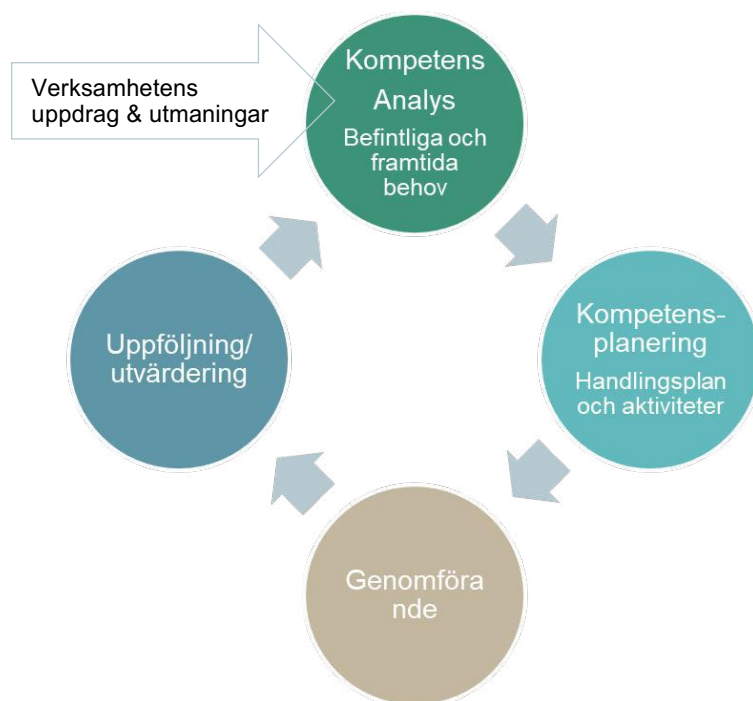 Verksamhetens
uppdrag & utmaningar
Kompetens
Analys
Befintliga och
framtida
behov
Kompetens-
planering
Handlingsplan
och aktiviteter
Genomföra
nde
Uppföljning/
utvärdering